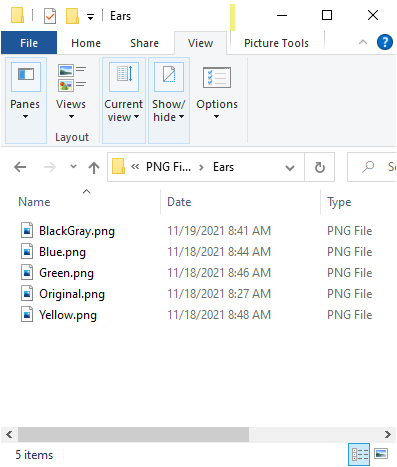 Ears
File Home Share View Picture Tools
Panes Views Current view Show/ hide Options
Layout
PNG Fi... Ears
Name Date Type
BlackGray.png 11/19/2021 8:41 AM PNG File
Blue.png 11/18/2021 8:44 AM PNG File
Green.png 11/18/2021 8:46 AM PNG File
Original.png 11/18/2021 8:27 AM PNG File
Yellow.png 11/18/2021 8:48 AM PNG File
5 items